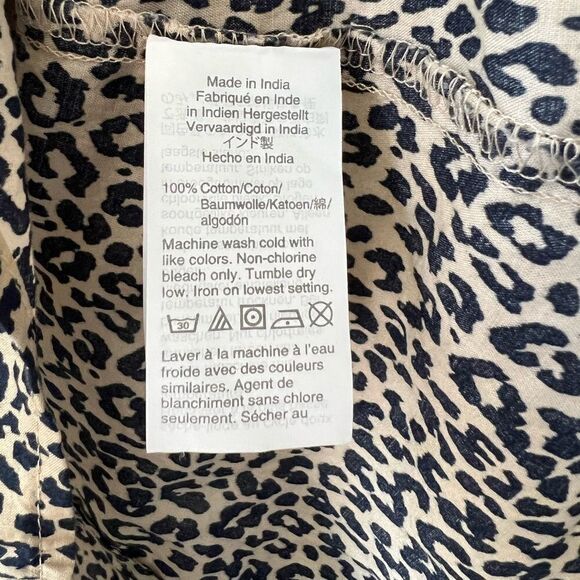 Made in India
Fabriqué en Inde
in Indien Hergestellt
Vervaardigd in India
インド製
Hecho en India
100% Cotton/Coton/
Baumwolle/Katoen/綿/
algodón
Machine wash cold with
like colors. Non-chlorine
bleach only. Tumble dry
low. Iron on lowest setting.
30
Laver à la machine à l'eau
froide avec des couleurs
similaires, Agent de
blanchiment sans chlore
seulement. Sécher au